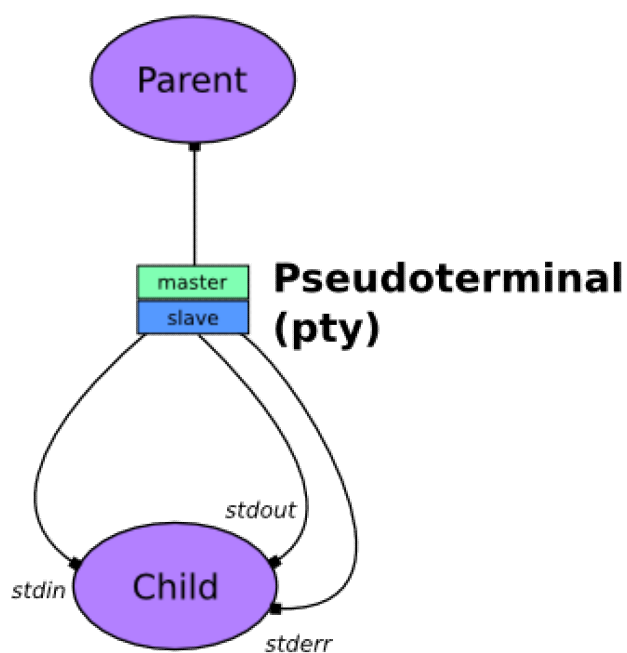 Parent
master
Pseudoterminal
slave
(pty)
stdout
Child
stdin
stderr